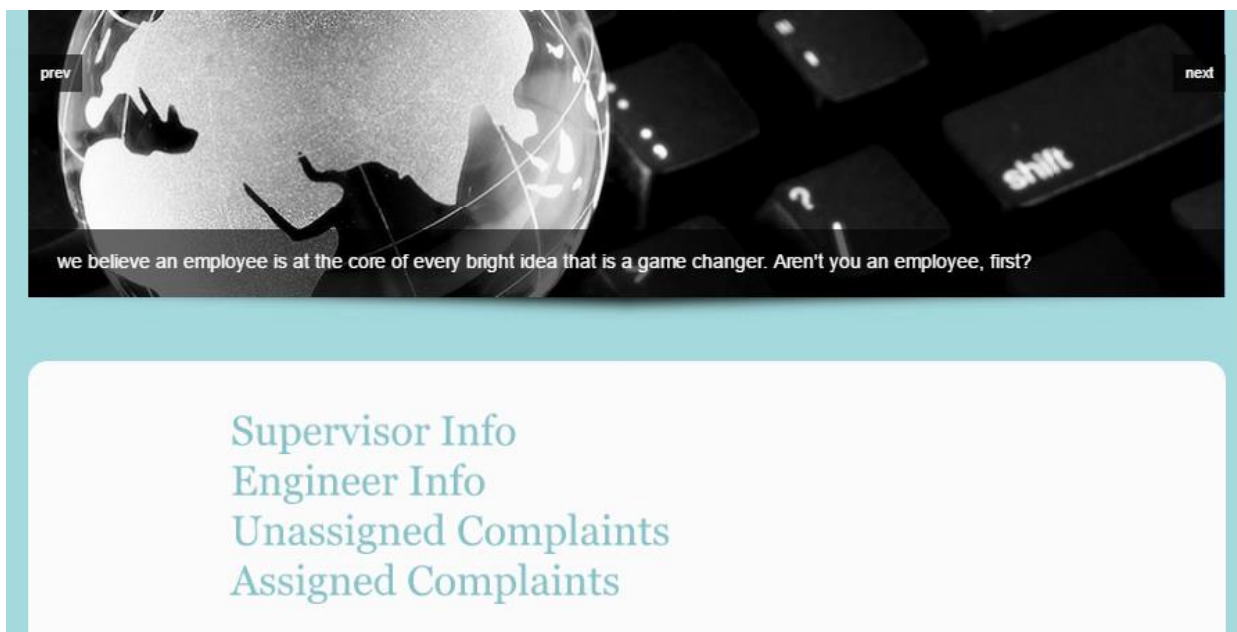 prev
next
;
?
/
shift
we believe an employee is at the core of every bright idea that is a game changer. Aren't you an employee, first?
Supervisor Info
Engineer Info
Unassigned Complaints
Assigned Complaints